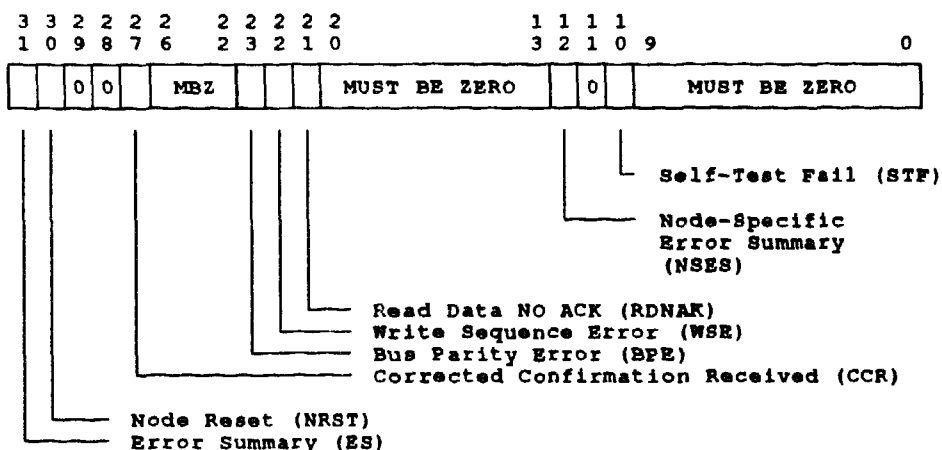 3 3 2 2 2 2 2 2 2 2 2 1 1 1 1
1 0 9 8 7 6 2 3 2 1 0 3 2 1 0 9 0
0 0 MBZ MUST BE ZERO 0 MUST BE ZERO
Self-Test Fail (STF)
Node-Specific
Error Summary
(NSES)
Read Data NO ACK (RDNAK)
Write Sequence Error (WSE)
Bus Parity Error (BPE)
Corrected Confirmation Received (CCR)
Node Reset (NRST)
Error Summary (ES)